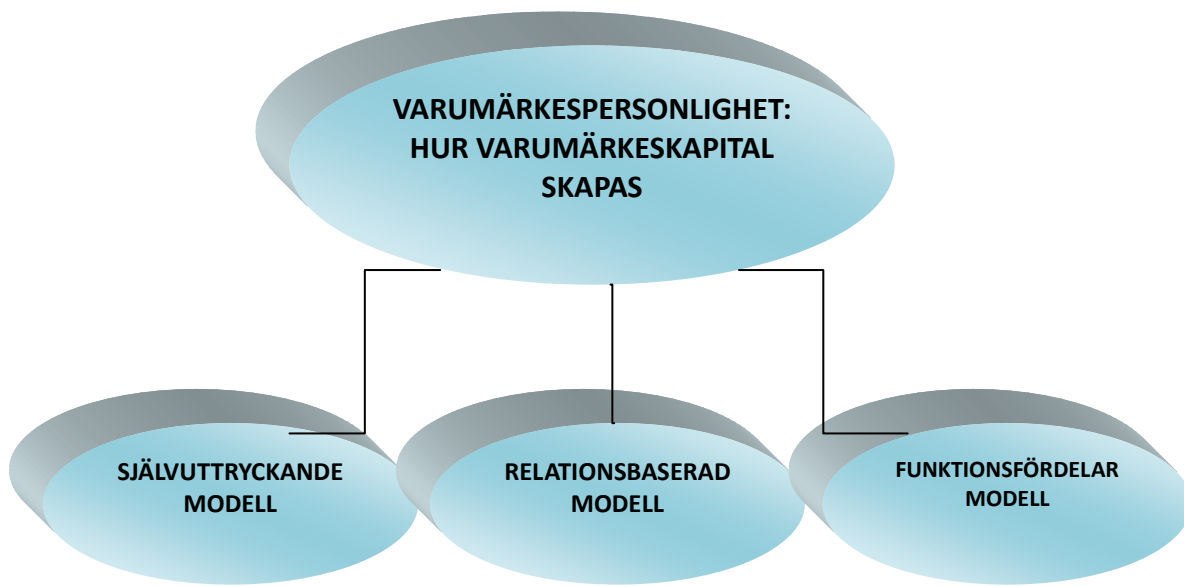 VARUMÄRKESPERSONLIGHET:
HUR VARUMÄRKESKAPITAL
SKAPAS
SJÄLVUTTRYCKANDE
MODELL
RELATIONSBASERAD
MODELL
FUNKTIONSFÖRDELAR
MODELL